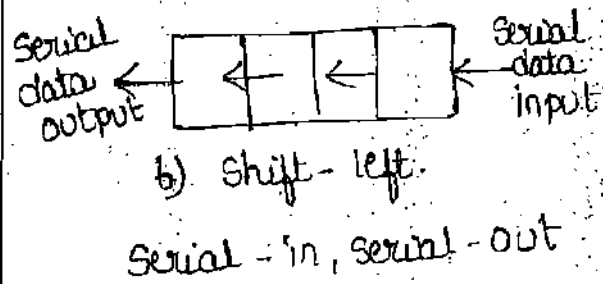 Serial
data
output
Serial
data
input
b) Shift - left.
Serial - in, serial - out